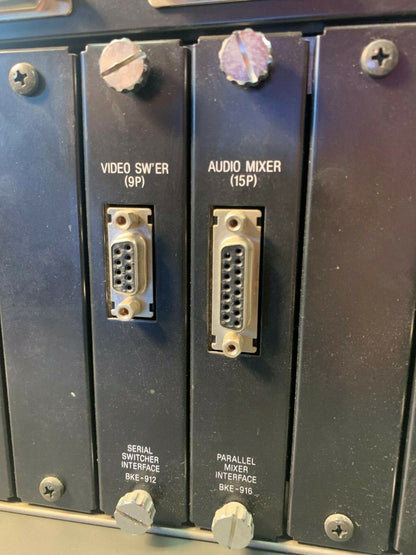 VIDEO SW'ER
(9P)
AUDIO MIXER
(15P)
SERIAL
SWITCHER
INTERFACE
BKE-912
PARALLEL
MIXER
INTERFACE
BKE-916